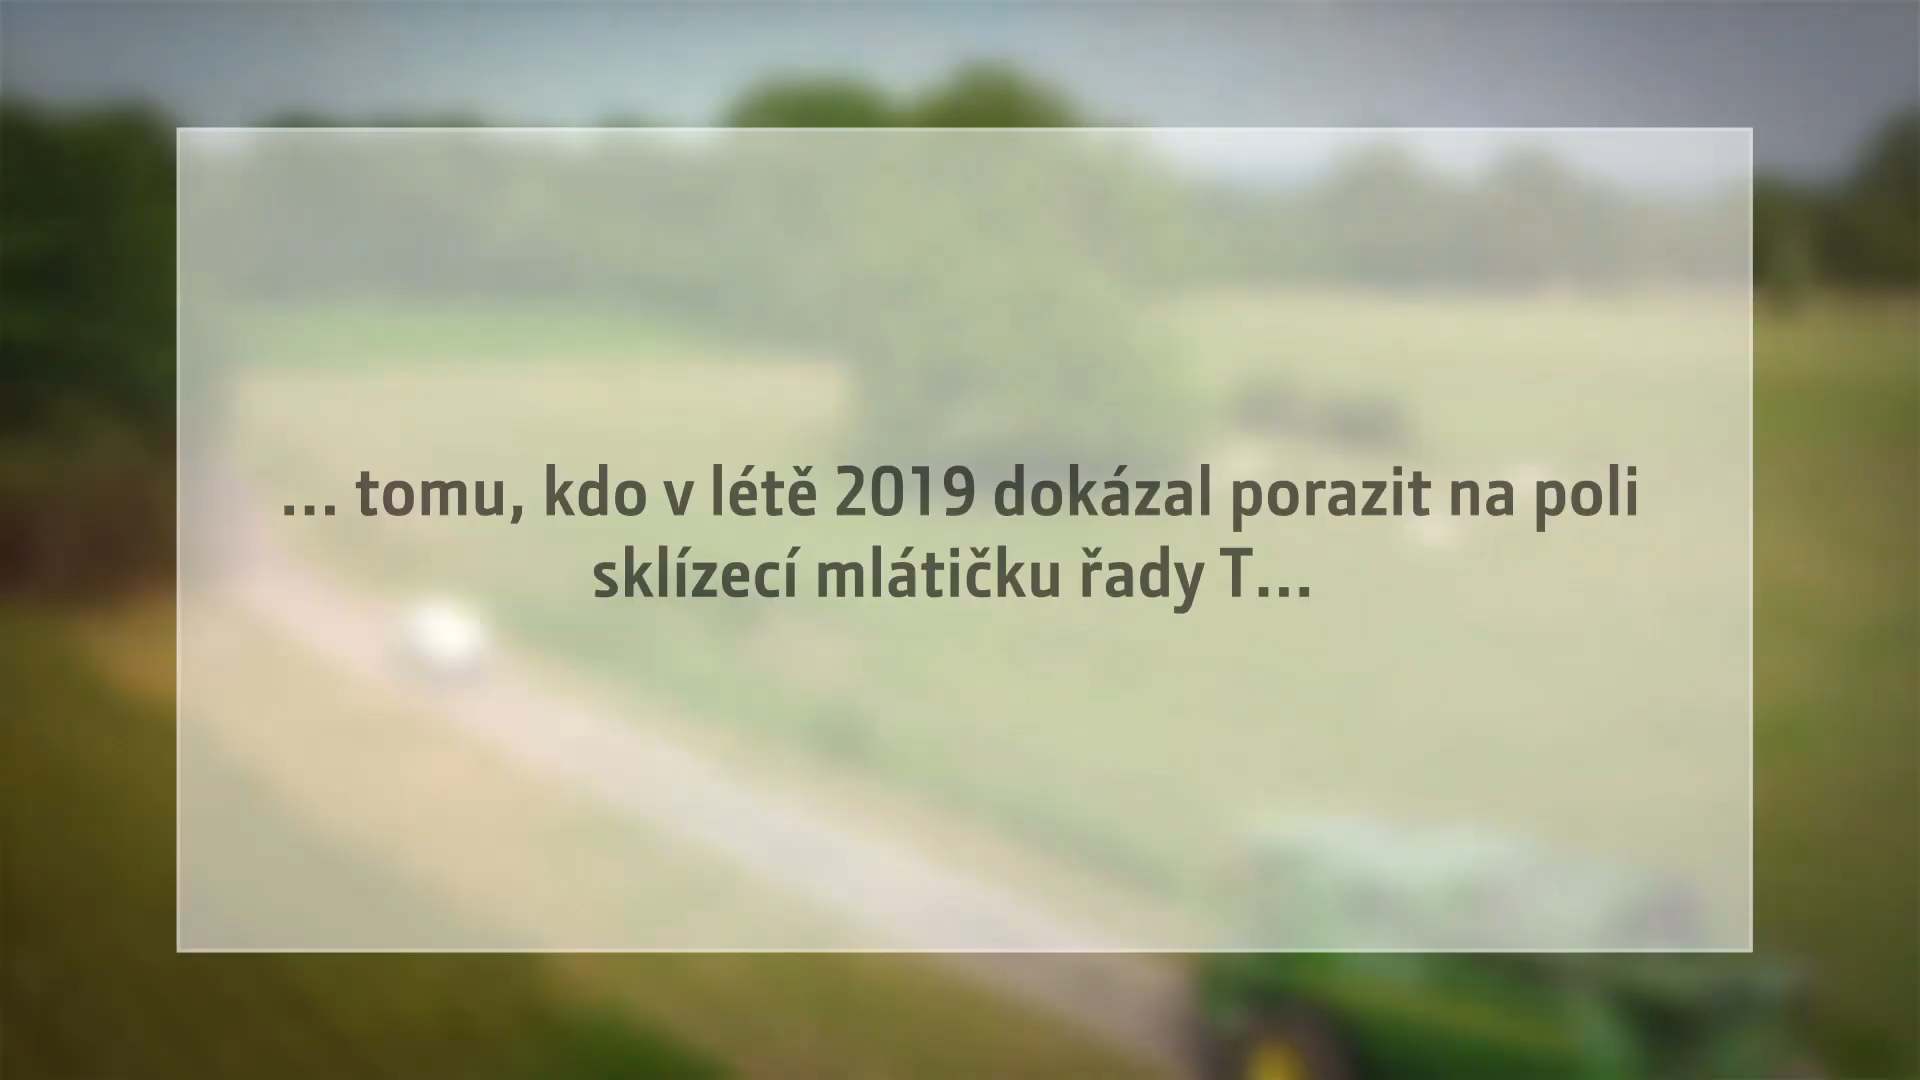 ... tomu, kdo v létě 2019 dokázal porazit na poli
sklízecí mlátičku řady T...